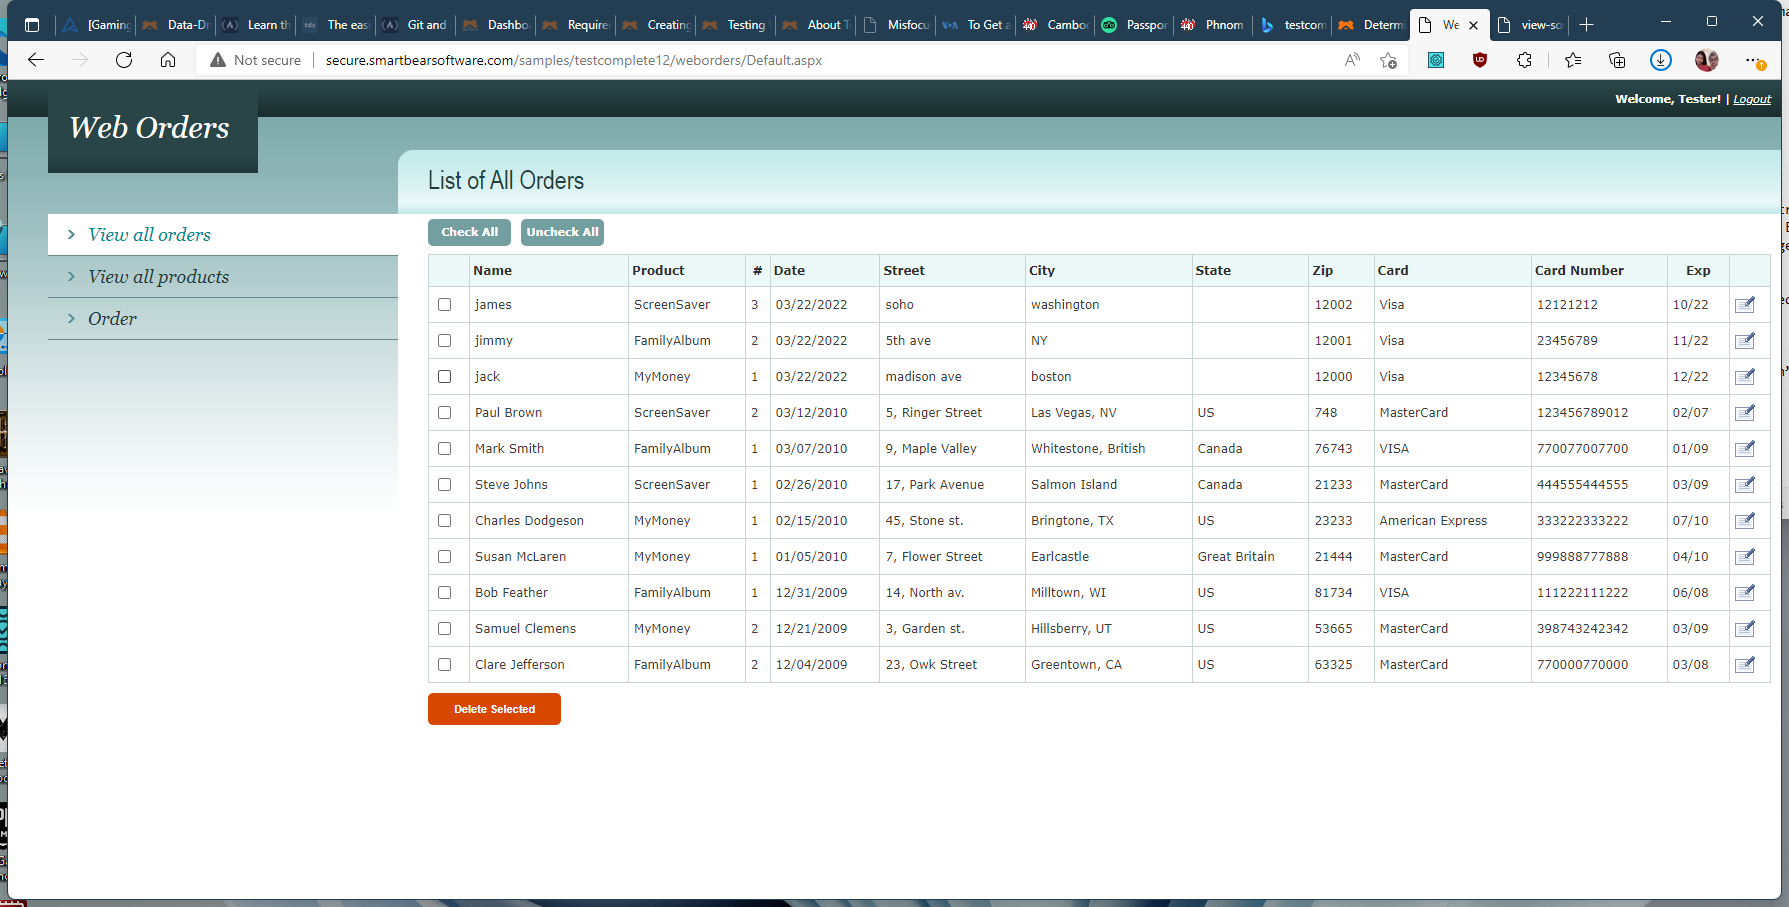 [Gaming
Data-Dr
Learn th
The easi
Git and
Dashbo
Require
Creating
Testing
About T
Misfocu
To Get a
Camboc
Passpor
Phnom
testcom
Determi
We
view-so
Not secure
secure.smartbearsoftware.com/samples/testcomplete12/weborders/Default.aspx
Welcome, Tester! | Logout
Web Orders
List of All Orders
View all orders
View all products
Order
Check All Uncheck All
Name Product # Date Street City State Zip Card Card Number Exp
james ScreenSaver 3 03/22/2022 soho washington 12002 Visa 12121212 10/22
jimmy FamilyAlbum 2 03/22/2022 5th ave NY 12001 Visa 23456789 11/22
jack MyMoney 1 03/22/2022 madison ave boston 12000 Visa 12345678 12/22
Paul Brown ScreenSaver 2 03/12/2010 5, Ringer Street Las Vegas, NV US 748 MasterCard 123456789012 02/07
Mark Smith FamilyAlbum 1 03/07/2010 9, Maple Valley Whitestone, British Canada 76743 VISA 770077007700 01/09
Steve Johns ScreenSaver 1 02/26/2010 17, Park Avenue Salmon Island Canada 21233 MasterCard 444555444555 03/09
Charles Dodgeson MyMoney 1 02/15/2010 45, Stone st. Bringtone, TX US 23233 American Express 333222333222 07/10
Susan McLaren MyMoney 1 01/05/2010 7, Flower Street Earlcastle Great Britain 21444 MasterCard 999888777888 04/10
Bob Feather FamilyAlbum 1 12/31/2009 14, North av. Milltown, WI US 81734 VISA 111222111222 06/08
Samuel Clemens MyMoney 2 12/21/2009 3, Garden st. Hillsberry, UT US 53665 MasterCard 398743242342 03/09
Clare Jefferson FamilyAlbum 2 12/04/2009 23, Owk Street Greentown, CA US 63325 MasterCard 770000770000 03/08
Delete Selected